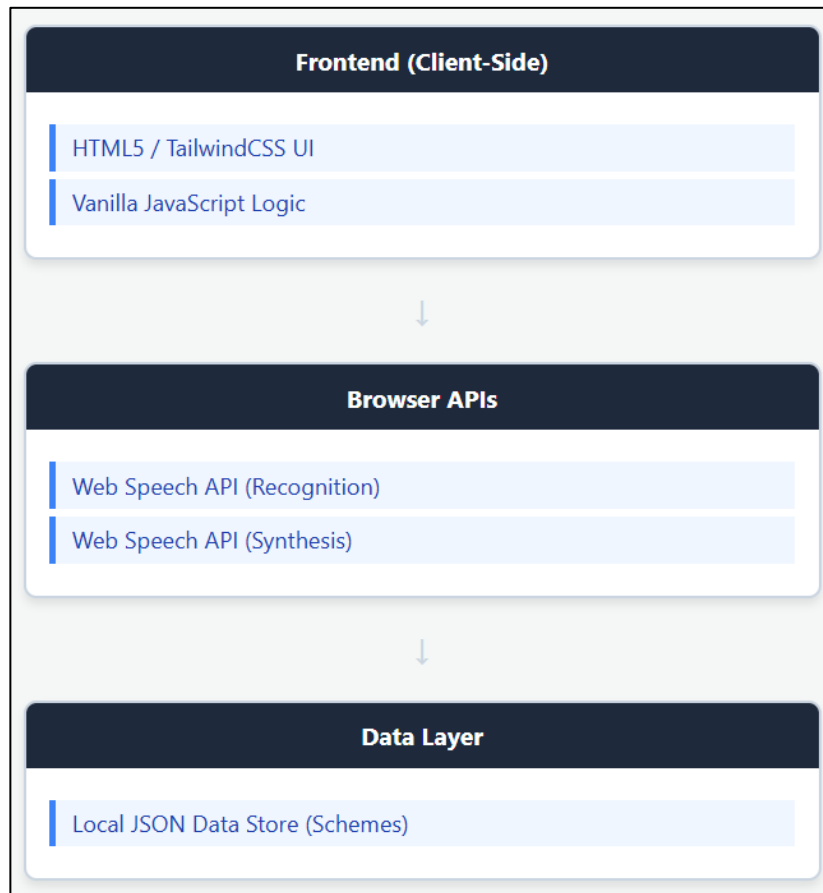 Frontend (Client-Side)
HTML5 / TailwindCSS UI
Vanilla JavaScript Logic
↓
Browser APIs
Web Speech API (Recognition)
Web Speech API (Synthesis)
↓
Data Layer
Local JSON Data Store (Schemes)